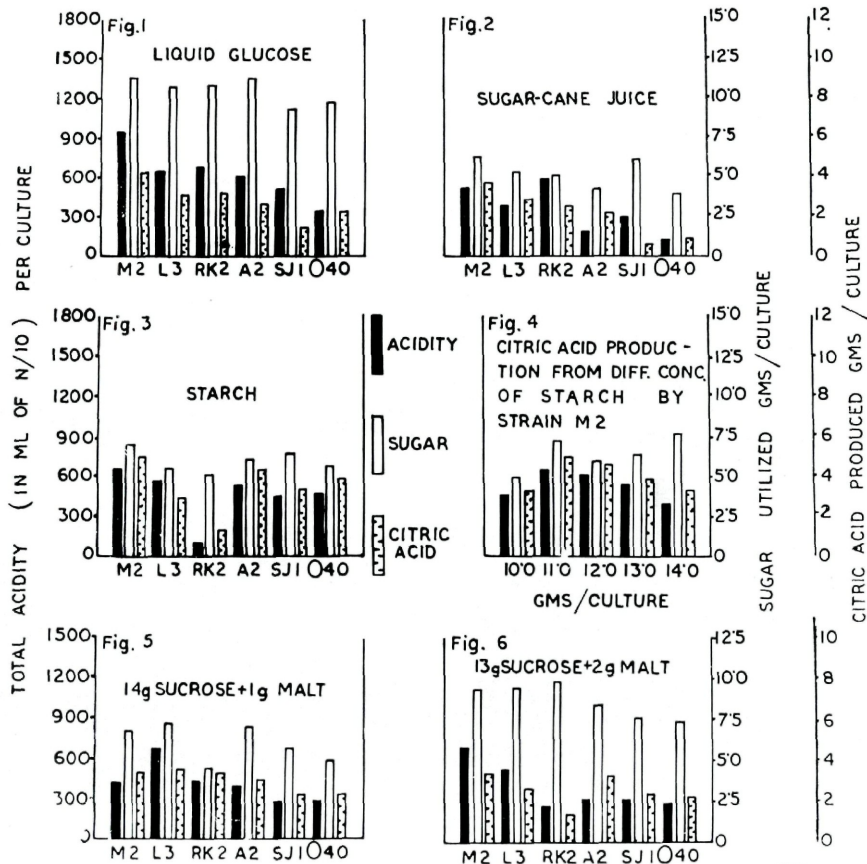 TOTAL ACIDITY (IN ML OF N/10) PER CULTURE
Fig.1
LIQUID GLUCOSE
1800
1500
1200
900
600
300
0
M2 L3 RK2 A2 SJ1 O40
Fig.2
SUGAR-CANE JUICE
M2 L3 RK2 A2 SJ1 O40
15·0
12·5
10·0
7·5
5·0
2·5
0
12
10
8
6
4
2
0
Fig. 3
STARCH
1800
1500
1200
900
600
300
0
M2 L3 RK2 A2 SJ1 O40
ACIDITY
SUGAR
CITRIC
ACID
Fig. 4
CITRIC ACID PRODUC-
TION FROM DIFF. CONC.
OF STARCH BY
STRAIN M2
10·0 11·0 12·0 13·0 14·0
GMS/CULTURE
15·0
12·5
10·0
7·5
5·0
2·5
0
12
10
8
6
4
2
0
Fig. 5
14g SUCROSE+1g MALT
1500
1200
900
600
300
0
M2 L3 RK2 A2 SJ1 O40
Fig. 6
13gSUCROSE+2g MALT
M2 L3 RK2 A2 SJ1 O40
12·5
10·0
7·5
5·0
2·5
0
10
8
6
4
2
0
SUGAR UTILIZED GMS/CULTURE
CITRIC ACID PRODUCED GMS/CULTURE